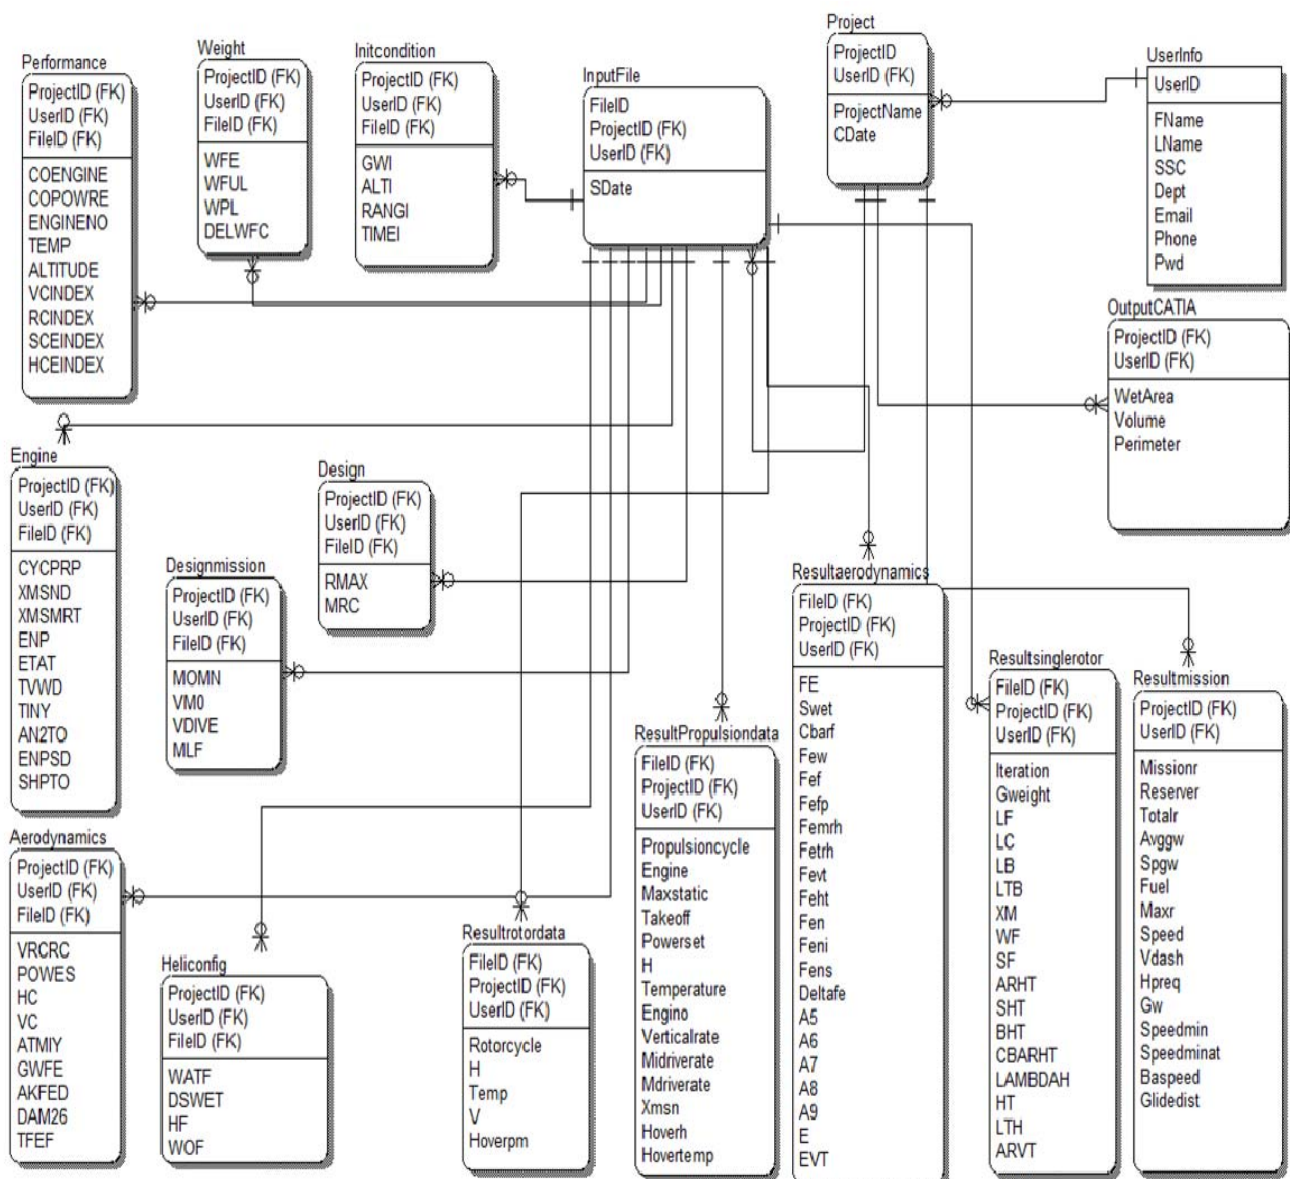 Performance
ProjectID (FK)
UserID (FK)
FileID (FK)
COENGINE
COPOWRE
ENGINENO
TEMP
ALTITUDE
VCINDEX
RCINDEX
SCEINDEX
HCEINDEX
Weight
ProjectID (FK)
UserID (FK)
FileID (FK)
WFE
WFUL
WPL
DELWFC
Initcondition
ProjectID (FK)
UserID (FK)
FileID (FK)
GWI
ALTI
RANGI
TIMEI
InputFile
FileID
ProjectID (FK)
UserID (FK)
SDate
Project
ProjectID
UserID (FK)
ProjectName
CDate
UserInfo
UserID
FName
LName
SSC
Dept
Email
Phone
Pwd
OutputCATIA
ProjectID (FK)
UserID (FK)
WetArea
Volume
Perimeter
Engine
ProjectID (FK)
UserID (FK)
FileID (FK)
CYCPRP
XMSND
XMSMRT
ENP
ETAT
TVWD
TINY
AN2TO
ENPSD
SHPTO
Design
ProjectID (FK)
UserID (FK)
FileID (FK)
RMAX
MRC
Designmission
ProjectID (FK)
UserID (FK)
FileID (FK)
MOMN
VM0
VDIVE
MLF
Aerodynamics
ProjectID (FK)
UserID (FK)
FileID (FK)
VRCRC
POWES
HC
VC
ATMIY
GWFE
AKFED
DAM26
TFEF
Heliconfig
ProjectID (FK)
UserID (FK)
FileID (FK)
WATF
DSWET
HF
WOF
Resultrotordata
FileID (FK)
ProjectID (FK)
UserID (FK)
Rotorcycle
H
Temp
V
Hoverpm
ResultPropulsiondata
FileID (FK)
ProjectID (FK)
UserID (FK)
Propulsioncycle
Engine
Maxstatic
Takeoff
Powerset
H
Temperature
Engino
Verticalrate
Midriverate
Mdriverate
Xmsn
Hoverh
Hovertemp
Resultaerodynamics
FileID (FK)
ProjectID (FK)
UserID (FK)
FE
Swet
Cbarf
Few
Fef
Fefp
Femrh
Fetrh
Fevt
Feht
Fen
Feni
Fens
Deltafe
A5
A6
A7
A8
A9
E
EVT
Resultsinglerotor
FileID (FK)
ProjectID (FK)
UserID (FK)
Iteration
Gweight
LF
LC
LB
LTB
XM
WF
SF
ARHT
SHT
BHT
CBARHT
LAMBDAH
HT
LTH
ARVT
Resultmission
ProjectID (FK)
UserID (FK)
Missionr
Reserver
Totalr
Avggw
Spgw
Fuel
Maxr
Speed
Vdash
Hpreq
Gw
Speedmin
Speedminat
Baspeed
Glidedist